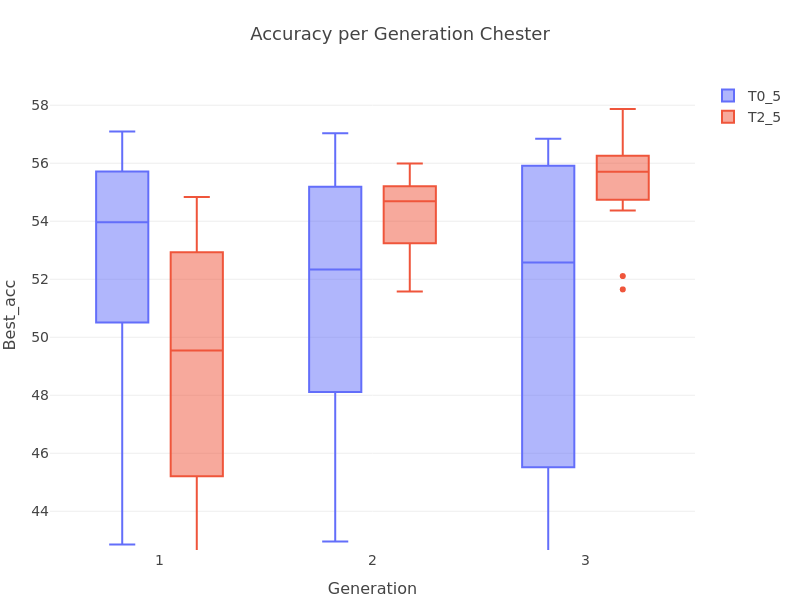 Accuracy per Generation Chester
T0_5
T2_5
58
56
54
52
50
48
46
44
Best_acc
1
2
3
Generation